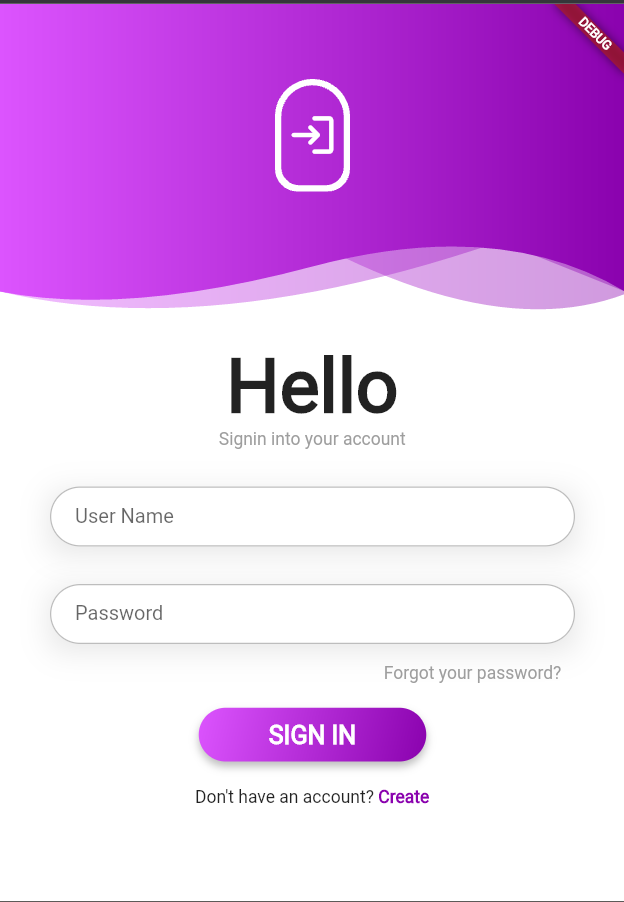 DEBUG
Hello
Signin into your account
User Name
Password
Forgot your password?
SIGN IN
Don't have an account? Create